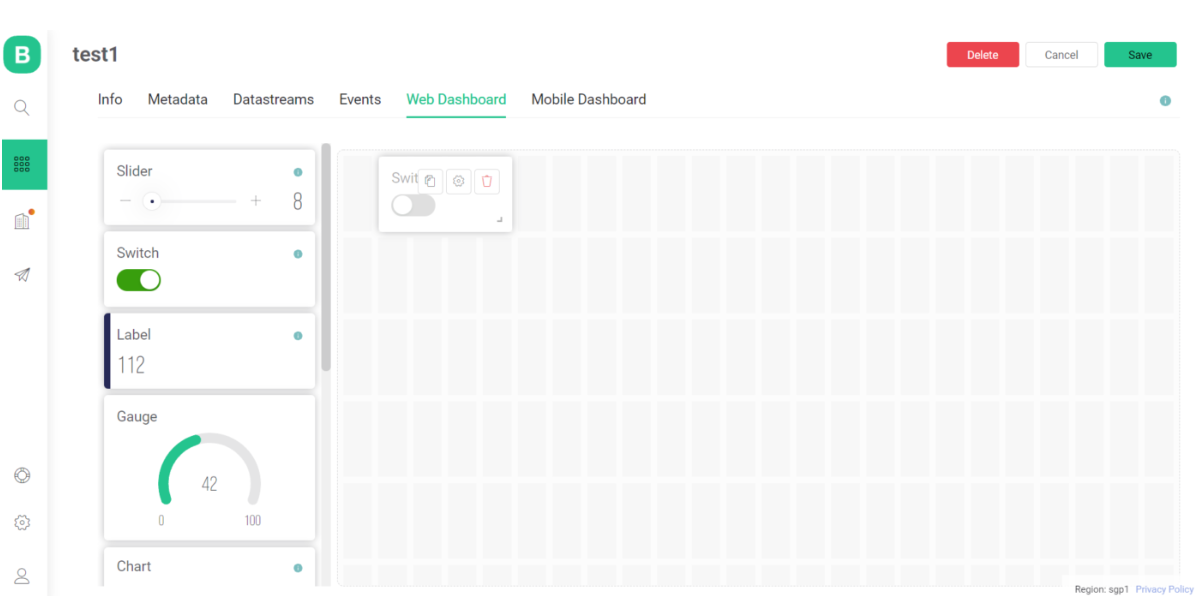 B
test1
Delete
Cancel
Save
Info
Metadata
Datastreams
Events
Web Dashboard
Mobile Dashboard
Slider
8
Switch
Label
112
Gauge
42
0
100
Chart
Swit
Region: sgp1
Privacy Policy